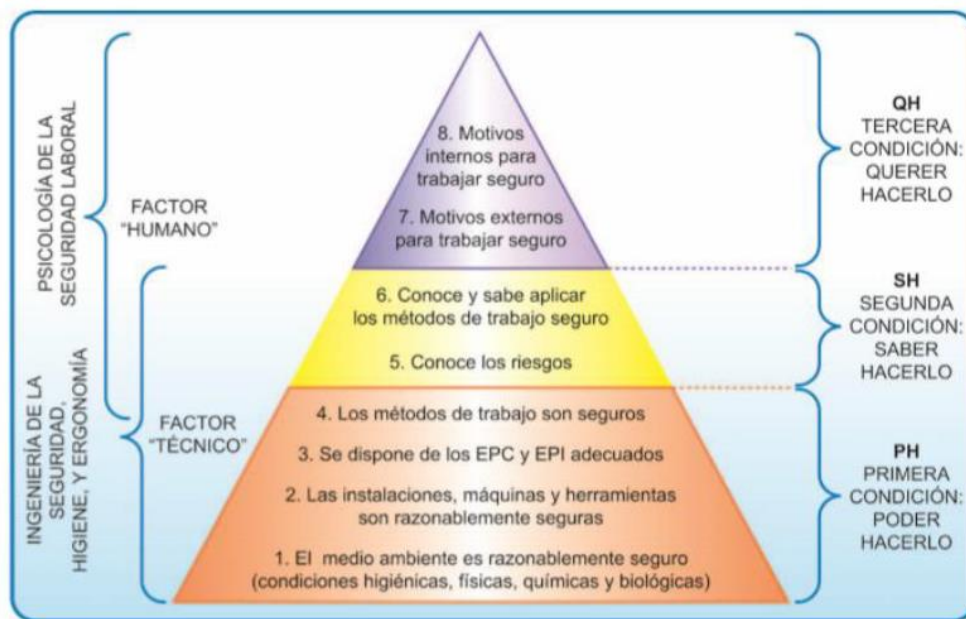 PSICOLOGÍA DE LA
SEGURIDAD LABORAL
INGENIERÍA DE LA
SEGURIDAD,
HIGIENE, Y ERGONOMÍA
FACTOR
"HUMANO"
FACTOR
"TÉCNICO"
8. Motivos
internos para
trabajar seguro
7. Motivos externos
para trabajar seguro
6. Conoce y sabe aplicar
los métodos de trabajo seguro
5. Conoce los riesgos
4. Los métodos de trabajo son seguros
3. Se dispone de los EPC y EPI adecuados
2. Las instalaciones, máquinas y herramientas
son razonablemente seguras
1. El medio ambiente es razonablemente seguro
(condiciones higiénicas, físicas, químicas y biológicas)
QH
TERCERA
CONDICIÓN:
QUERER
HACERLO
SH
SEGUNDA
CONDICIÓN:
SABER
HACERLO
PH
PRIMERA
CONDICIÓN:
PODER
HACERLO